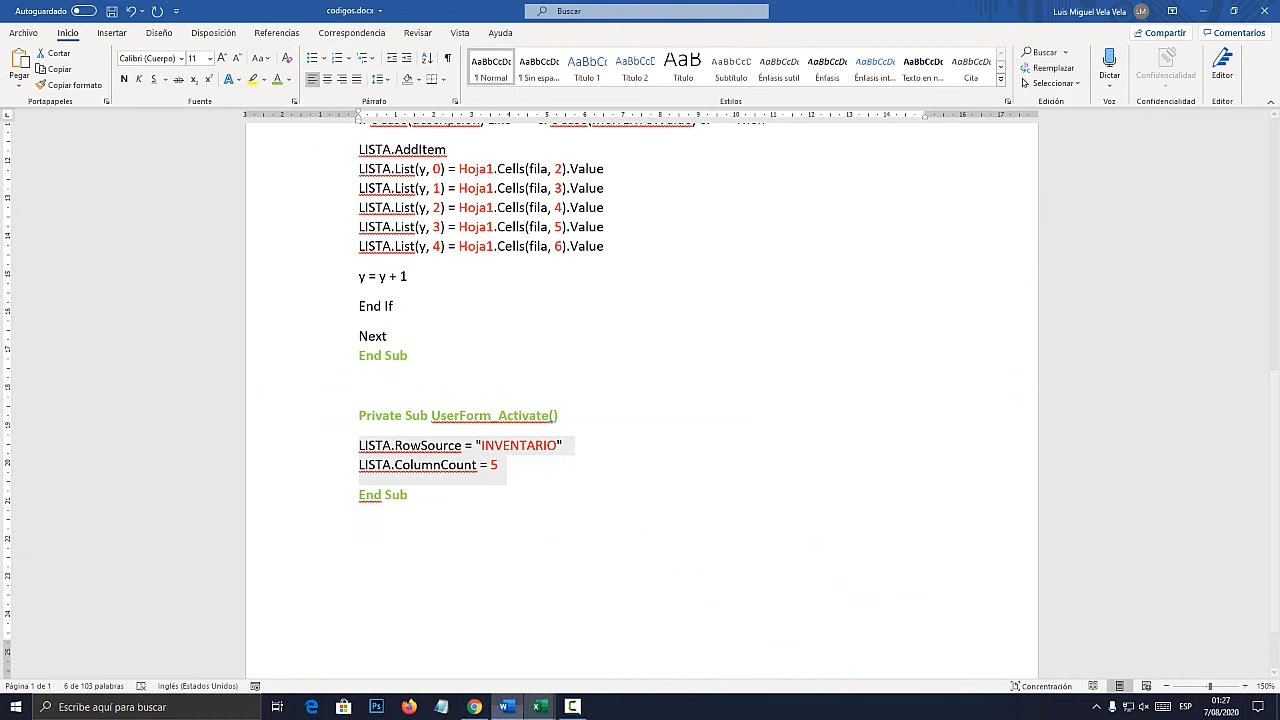 Autoguardado
codigos.docx
Buscar
Luis Miguel Vela Vela
LM
Archivo
Inicio
Insertar
Diseño
Disposición
Referencias
Correspondencia
Revisar
Vista
Ayuda
Compartir
Comentarios
Pegar
Cortar
Copiar
Copiar formato
Portapapeles
Calibri (Cuerpo)
11
Fuente
Párrafo
AaBbCcDc
¶ Normal
AaBbCcDc
¶ Sin espa...
AaBbCc
Título 1
AaBbCcC
Título 2
AaB
Título
AaBbCcC
Subtítulo
AaBbCcDc
Énfasis sutil
AaBbCcDc
Énfasis
AaBbCcDc
Énfasis int...
AaBbCcDc
Texto en n...
AaBbCcDc
Cita
Estilos
Buscar
Reemplazar
Seleccionar
Edición
Dictar
Voz
Confidencialidad
Confidencialidad
Editor
Editor
LISTA.AddItem
LISTA.List(y, 0) = Hoja1.Cells(fila, 2).Value
LISTA.List(y, 1) = Hoja1.Cells(fila, 3).Value
LISTA.List(y, 2) = Hoja1.Cells(fila, 4).Value
LISTA.List(y, 3) = Hoja1.Cells(fila, 5).Value
LISTA.List(y, 4) = Hoja1.Cells(fila, 6).Value
y = y + 1
End If
Next
End Sub
Private Sub UserForm_Activate()
LISTA.RowSource = "INVENTARIO"
LISTA.ColumnCount = 5
End Sub
Página 1 de 1
6 de 103 palabras
Inglés (Estados Unidos)
Concentración
150%
Escribe aquí para buscar
ESP
01:27
7/08/2020